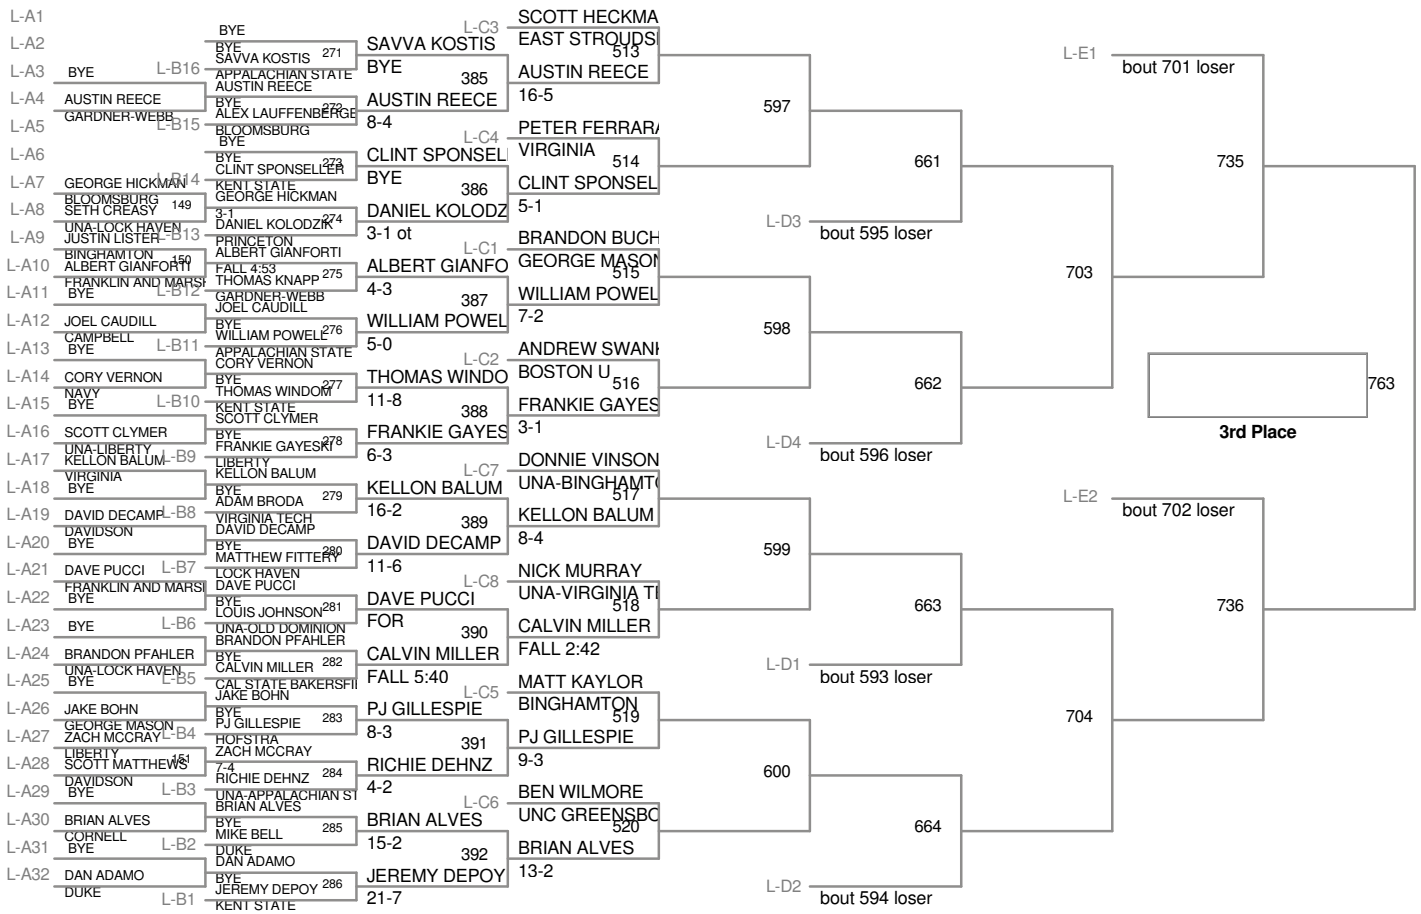 L-A1
L-A2
L-A3
BYE
L-A4
AUSTIN REECE
GARDNER-WEBB
L-A5
L-A6
L-A7
GEORGE HICKMAN
BLOOMSBURG
149
L-A8
SETH CREASY
UNA-LOCK HAVEN
L-A9
JUSTIN LISTER
BINGHAMTON
150
L-A10
ALBERT GIANFORTI
FRANKLIN AND MARSH
L-A11
BYE
L-A12
JOEL CAUDILL
CAMPBELL
L-A13
BYE
L-A14
CORY VERNON
NAVY
L-A15
BYE
L-A16
SCOTT CLYMER
UNA-LIBERTY
L-A17
KELLON BALUM
VIRGINIA
L-A18
BYE
L-A19
DAVID DECAMP
DAVIDSON
L-A20
BYE
L-A21
DAVE PUCCI
FRANKLIN AND MARSI
L-A22
BYE
L-A23
BYE
L-A24
BRANDON PFAHLER
UNA-LOCK HAVEN
L-A25
BYE
L-A26
JAKE BOHN
GEORGE MASON
L-A27
ZACH MCCRAY
LIBERTY
151
L-A28
SCOTT MATTHEWS
DAVIDSON
L-A29
BYE
L-A30
BRIAN ALVES
CORNELL
L-A31
BYE
L-A32
DAN ADAMO
DUKE
BYE
BYE
271
SAVVA KOSTIS
L-B16
APPALACHIAN STATE
AUSTIN REECE
BYE
272
ALEX LAUFFENBERGE
L-B15
BLOOMSBURG
BYE
BYE
273
CLINT SPONSELLER
L-B14
KENT STATE
GEORGE HICKMAN
3-1
274
DANIEL KOLODZIK
L-B13
PRINCETON
ALBERT GIANFORTI
FALL 4:53
275
THOMAS KNAPP
L-B12
GARDNER-WEBB
JOEL CAUDILL
BYE
276
WILLIAM POWELL
L-B11
APPALACHIAN STATE
CORY VERNON
BYE
277
THOMAS WINDOM
L-B10
KENT STATE
SCOTT CLYMER
BYE
278
FRANKIE GAYESKI
L-B9
LIBERTY
KELLON BALUM
BYE
279
ADAM BRODA
L-B8
VIRGINIA TECH
DAVID DECAMP
BYE
280
MATTHEW FITTERY
L-B7
LOCK HAVEN
DAVE PUCCI
BYE
281
LOUIS JOHNSON
L-B6
UNA-OLD DOMINION
BRANDON PFAHLER
BYE
282
CALVIN MILLER
L-B5
CAL STATE BAKERSFII
JAKE BOHN
BYE
283
PJ GILLESPIE
L-B4
HOFSTRA
ZACH MCCRAY
7-4
284
RICHIE DEHNZ
L-B3
UNA-APPALACHIAN ST
BRIAN ALVES
BYE
285
MIKE BELL
L-B2
DUKE
DAN ADAMO
BYE
286
JEREMY DEPOY
L-B1
KENT STATE
SAVVA KOSTIS
BYE
385
AUSTIN REECE
8-4
CLINT SPONSELI
BYE
386
DANIEL KOLODZ
3-1 ot
ALBERT GIANFO
4-3
387
WILLIAM POWEL
5-0
THOMAS WINDO
11-8
388
FRANKIE GAYES
6-3
KELLON BALUM
16-2
389
DAVID DECAMP
11-6
DAVE PUCCI
FOR
390
CALVIN MILLER
FALL 5:40
PJ GILLESPIE
8-3
391
RICHIE DEHNZ
4-2
BRIAN ALVES
15-2
392
JEREMY DEPOY
21-7
SCOTT HECKMA
L-C3
EAST STROUDSI
513
AUSTIN REECE
16-5
PETER FERRARA
L-C4
VIRGINIA
514
CLINT SPONSEL
5-1
BRANDON BUCH
L-C1
GEORGE MASON
515
WILLIAM POWEL
7-2
ANDREW SWANK
L-C2
BOSTON U
516
FRANKIE GAYES
3-1
DONNIE VINSON
L-C7
UNA-BINGHAMTO
517
KELLON BALUM
8-4
NICK MURRAY
L-C8
UNA-VIRGINIA TE
518
CALVIN MILLER
FALL 2:42
MATT KAYLOR
L-C5
BINGHAMTON
519
PJ GILLESPIE
9-3
BEN WILMORE
L-C6
UNC GREENSBO
520
BRIAN ALVES
13-2
597
L-D3
bout 595 loser
598
L-D4
bout 596 loser
599
L-D1
bout 593 loser
600
L-D2
bout 594 loser
661
662
663
664
L-E1
bout 701 loser
703
L-E2
bout 702 loser
704
735
736
763
3rd Place